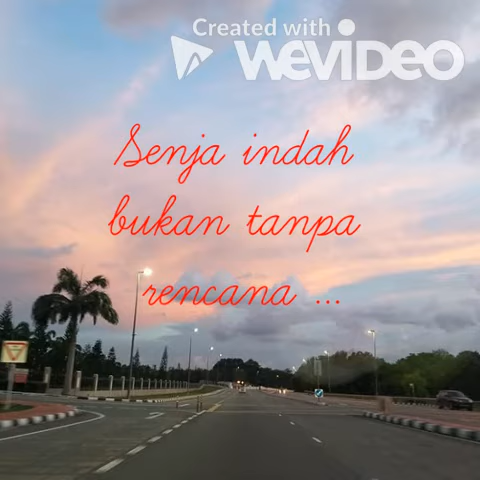 Created with
WEVIDEO
Senja indah
bukan tanpa
rencana ...